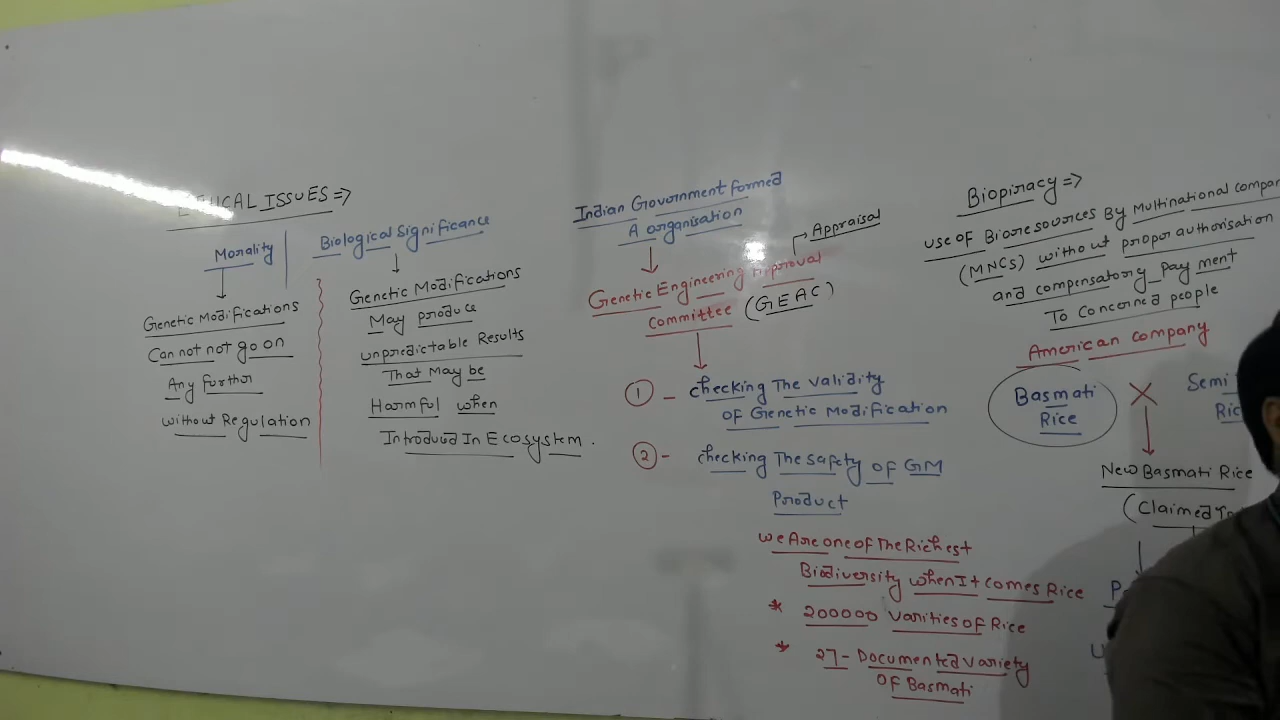 ETHICAL ISSUES =>
Morality
Genetic Modifications
Can not not go on
Any further
without Regulation
Biological Significance
Genetic Modifications
May produce
unpredictable Results
That May be
Harmful when
Introduced In Ecosystem.
Indian Government formed
A organisation
Appraisal
Genetic Engineering Approval
Committee (GEAC)
1 - checking The validity
OF Genetic Modification
2 - checking The safety OF GM
Product
We Are one of The Richest
Biodiversity when It comes Rice
* 200000 varities of Rice
* 27 - Documented variety
OF Basmati
Biopiracy =>
use of Bioresources By Multinational
(MNCs) without propor authorisation
and compensatory pay ment
To concerned people
American company
Basmati
Rice
X
Semi
New Basmati Rice
(Claimed